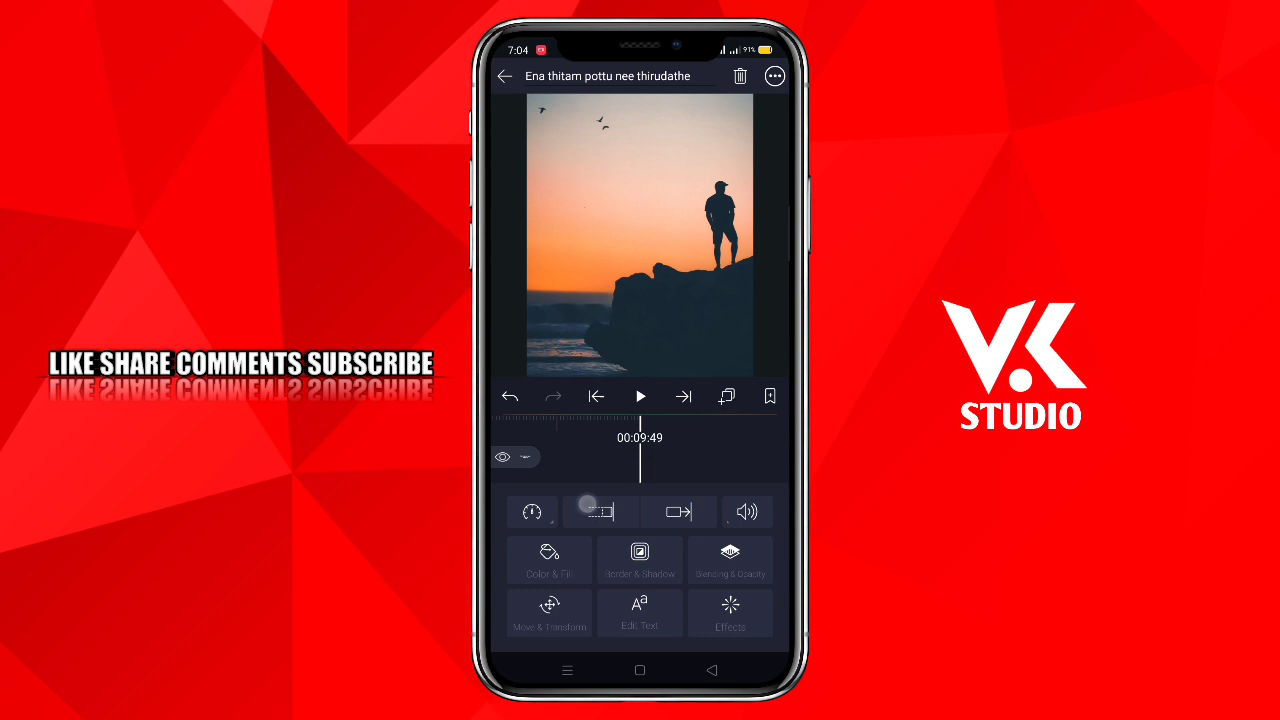 7:04
91%
Ena thitam pottu nee thirudathe
00:09:49
Color & Fill
Border & Shadow
Blending & Opacity
Move & Transform
Edit Text
Effects
LIKE SHARE COMMENTS SUBSCRIBE
VK
STUDIO